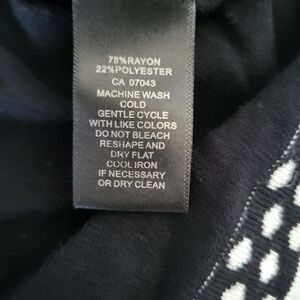 78%RAYON
22%POLYESTER
CA 07043
MACHINE WASH
COLD
GENTLE CYCLE
WITH LIKE COLORS
DO NOT BLEACH
RESHAPE AND
DRY FLAT
COOL IRON
IF NECESSARY
OR DRY CLEAN